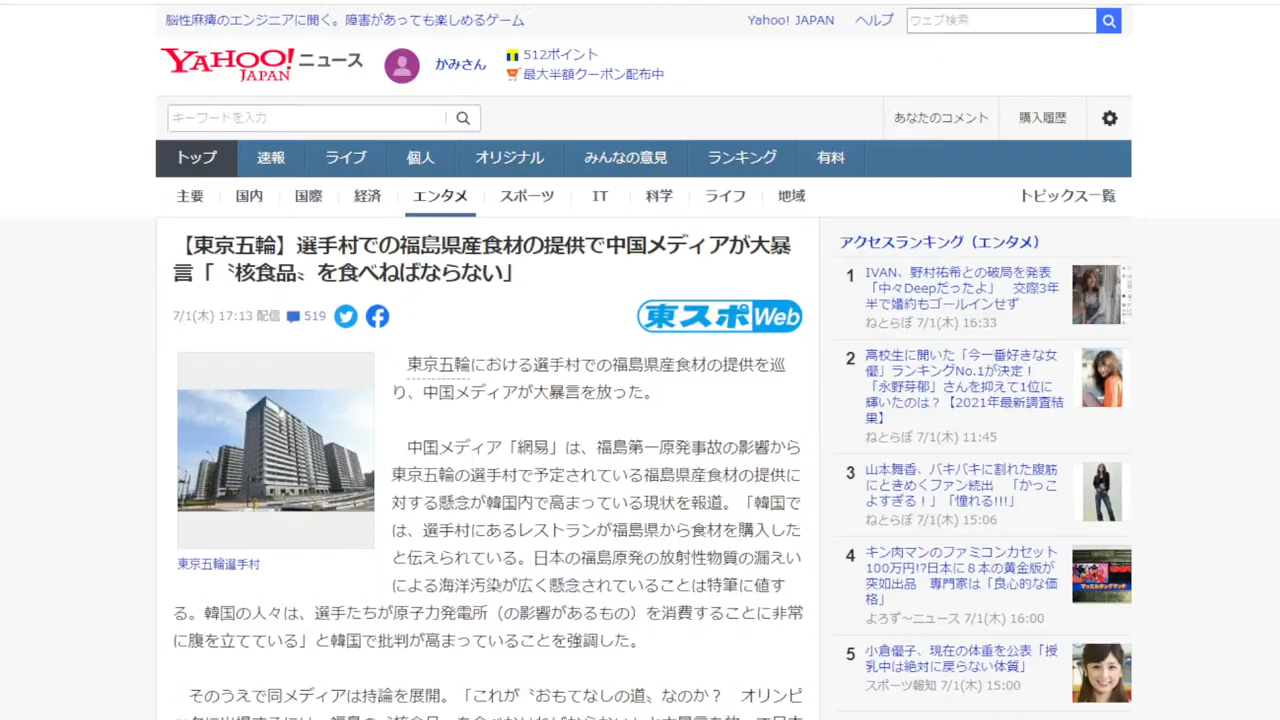 脳性麻痺のエンジニアに聞く。障害があっても楽しめるゲーム
Yahoo! JAPAN ヘルプ ウェブ検索
YAHOO! JAPAN ニュース
かみさん
512ポイント
最大半額クーポン配布中
キーワードを入力
あなたのコメント 購入履歴
トップ 速報 ライブ 個人 オリジナル みんなの意見 ランキング 有料
主要 国内 国際 経済 エンタメ スポーツ IT 科学 ライフ 地域 トピックス一覧
【東京五輪】選手村での福島県産食材の提供で中国メディアが大暴
言「〝核食品〟を食べねばならない」
7/1(木) 17:13 配信 519
東スポWeb
東京五輪選手村
東京五輪における選手村での福島県産食材の提供を巡
り、中国メディアが大暴言を放った。
中国メディア「網易」は、福島第一原発事故の影響から
東京五輪の選手村で予定されている福島県産食材の提供に
対する懸念が韓国内で高まっている現状を報道。「韓国で
は、選手村にあるレストランが福島県から食材を購入した
と伝えられている。日本の福島原発の放射性物質の漏えい
による海洋汚染が広く懸念されていることは特筆に値す
る。韓国の人々は、選手たちが原子力発電所（の影響があるもの）を消費することに非常
に腹を立てている」と韓国で批判が高まっていることを強調した。
そのうえで同メディアは持論を展開。「これが〝おもてなしの道〟なのか？ オリンピ
アクセスランキング（エンタメ）
1
IVAN、野村祐希との破局を発表
「中々Deepだったよ」 交際3年
半で婚約もゴールインせず
ねとらぼ 7/1(木) 16:33
2
高校生に聞いた「今一番好きな女
優」ランキングNo.1が決定！
「永野芽郁」さんを抑えて1位に
輝いたのは？【2021年最新調査結
果】
ねとらぼ 7/1(木) 11:45
3
山本舞香、バキバキに割れた腹筋
にときめくファン続出 「かっこ
よすぎる！」「憧れる!!!」
ねとらぼ 7/1(木) 15:06
4
キン肉マンのファミコンカセット
100万円!?日本に８本の黄金版が
突如出品 専門家は「良心的な価
格」
よろず〜ニュース 7/1(木) 16:00
5
小倉優子、現在の体重を公表「授
乳中は絶対に戻らない体質」
スポーツ報知 7/1(木) 15:00